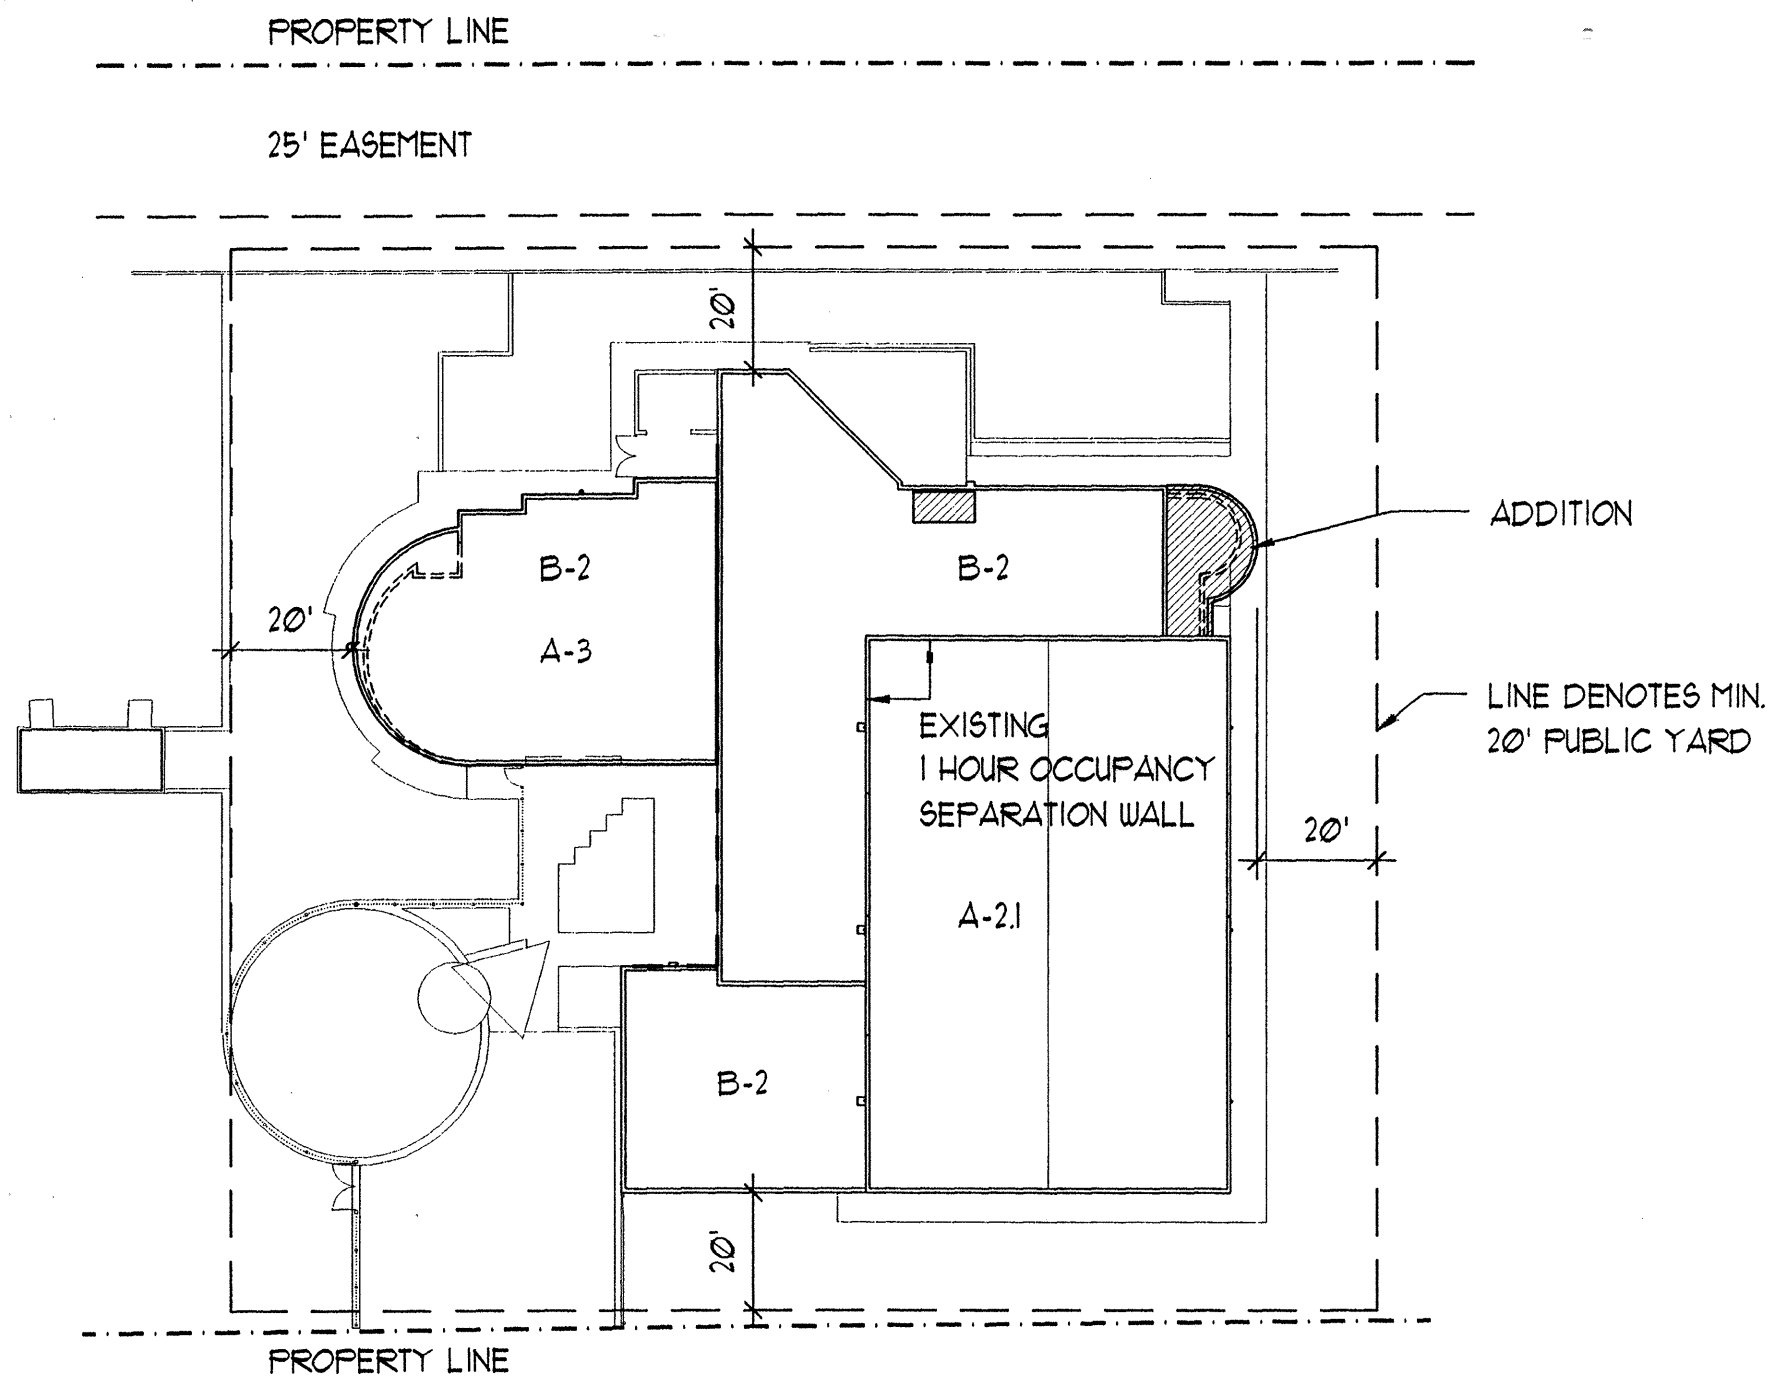 PROPERTY LINE
25' EASEMENT
20'
ADDITION
B-2
B-2
20'
A-3
LINE DENOTES MIN.
20' PUBLIC YARD
EXISTING
1 HOUR OCCUPANCY
SEPARATION WALL
20'
A-2.1
B-2
20'
PROPERTY LINE